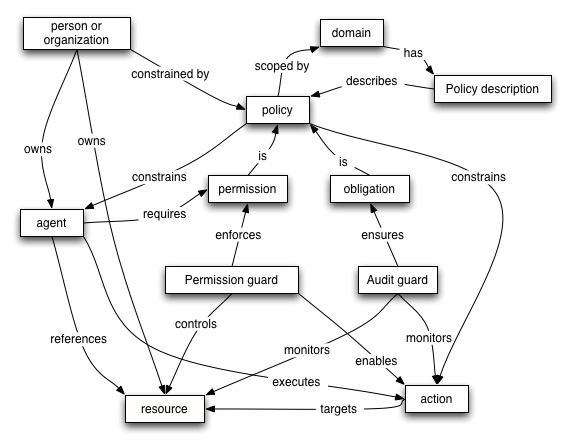 person or
organization
domain
has
scoped by
constrained by
describes
Policy description
policy
owns
owns
is
is
constrains
constrains
permission
obligation
requires
agent
enforces
ensures
Permission guard
Audit guard
controls
references
monitors
monitors
enables
executes
action
resource
targets